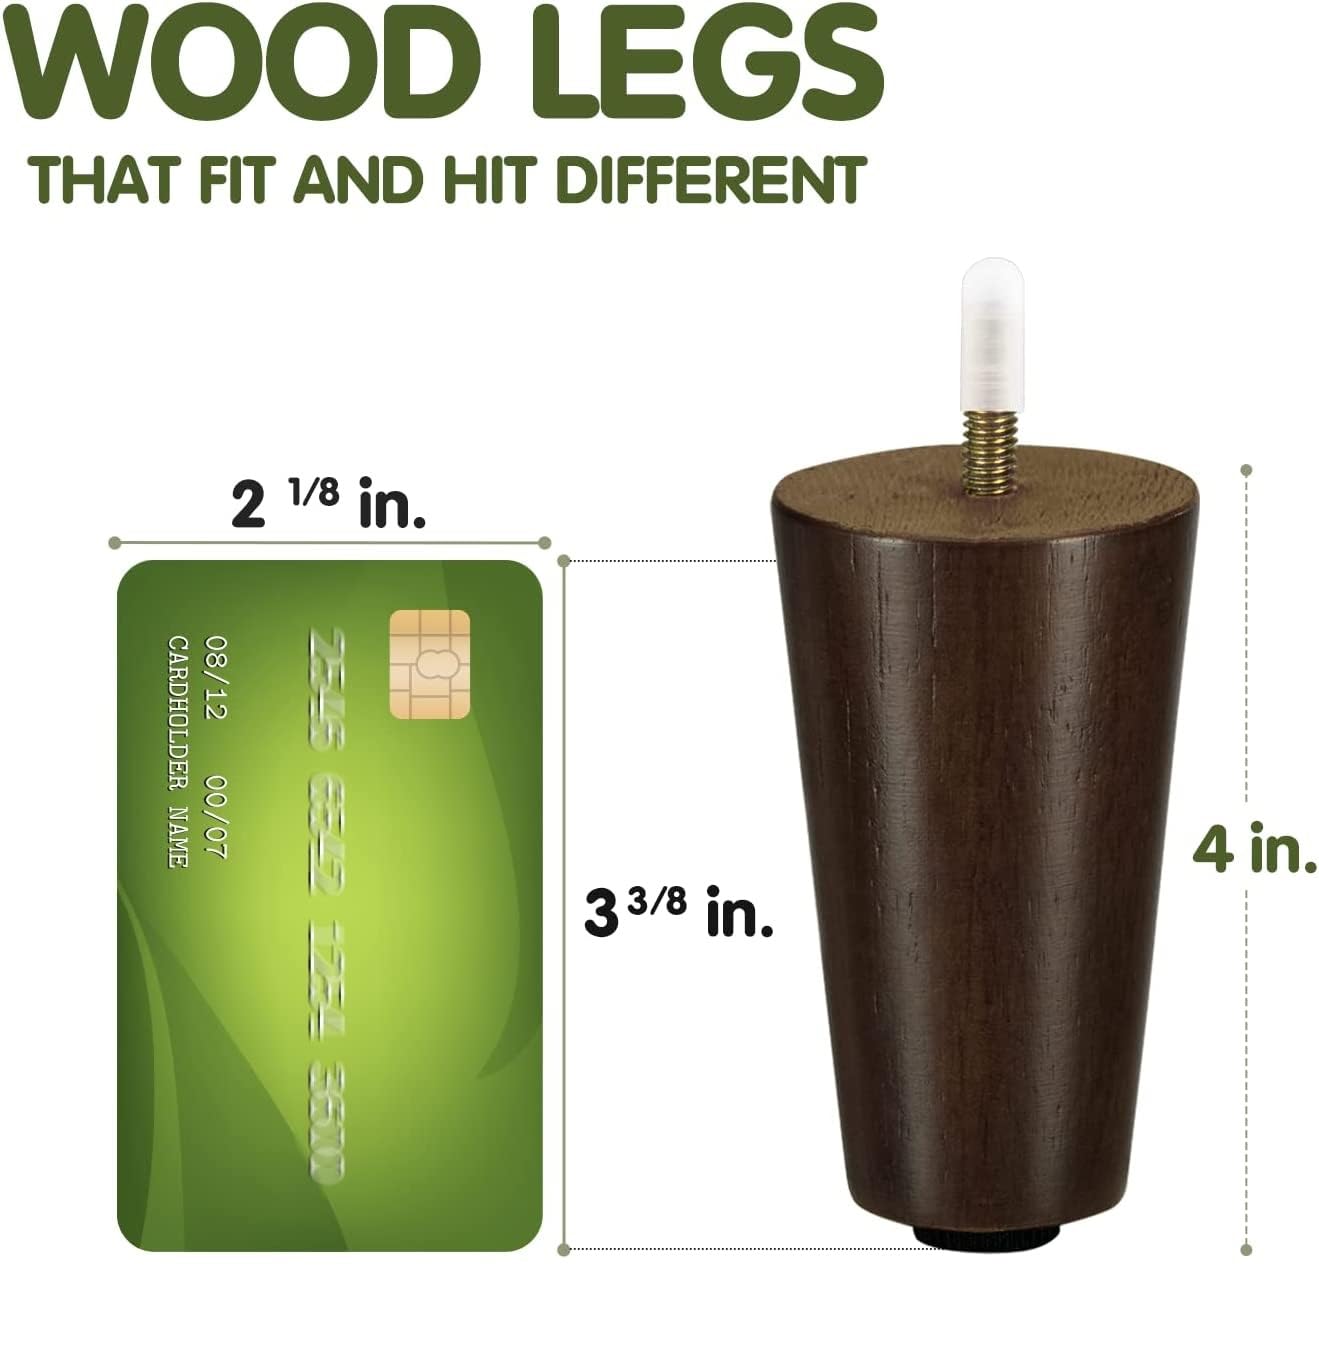 WOOD LEGS
THAT FIT AND HIT DIFFERENT
2 1/8 in.
08/12 00/07
CARDHOLDER NAME
3 3/8 in.
4 in.